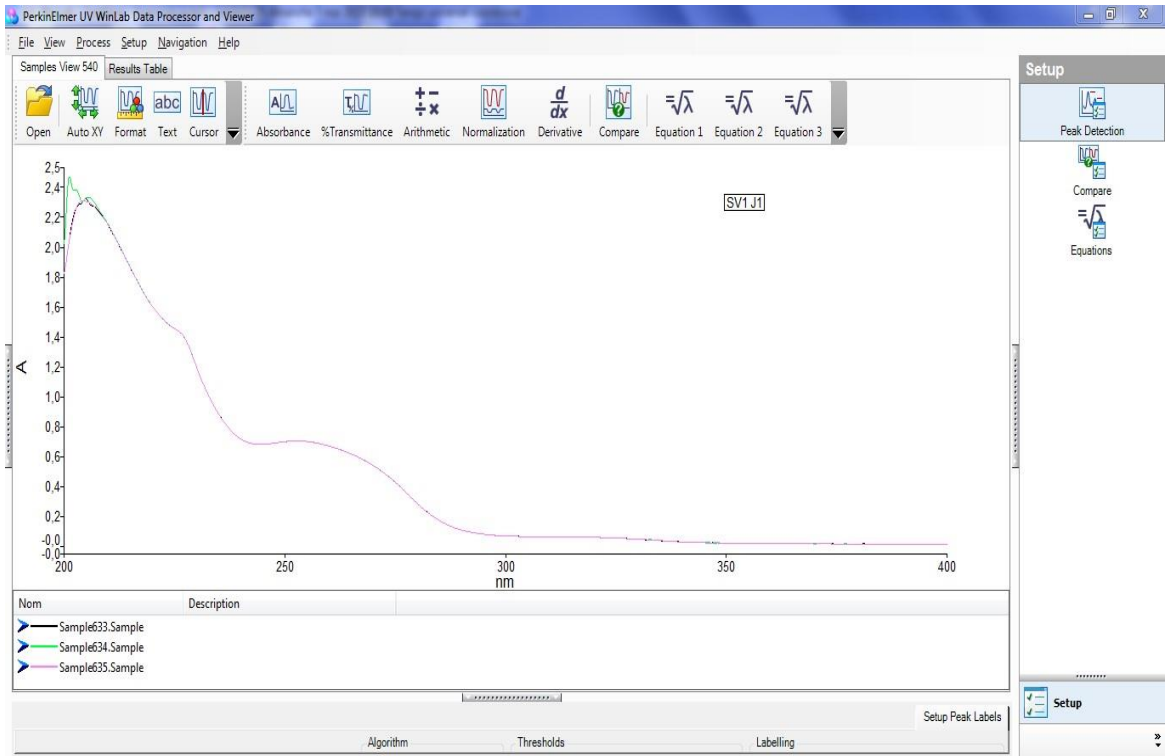 PerkinElmer UV WinLab Data Processor and Viewer
File View Process Setup Navigation Help
Samples View 540 Results Table
Open Auto XY Format Text Cursor Absorbance %Transmittance Arithmetic Normalization Derivative Compare Equation 1 Equation 2 Equation 3
Setup
Peak Detection
Compare
Equations
SV1 J1
2,5
2,4
2,2
2,0
1,8
1,6
1,4
1,2
1,0
0,8
0,6
0,4
0,2
-0,0
-0,0
A
200 250 300 350 400
nm
Nom Description
Sample633.Sample
Sample634.Sample
Sample635.Sample
Setup
Setup Peak Labels
Algorithm Thresholds Labelling